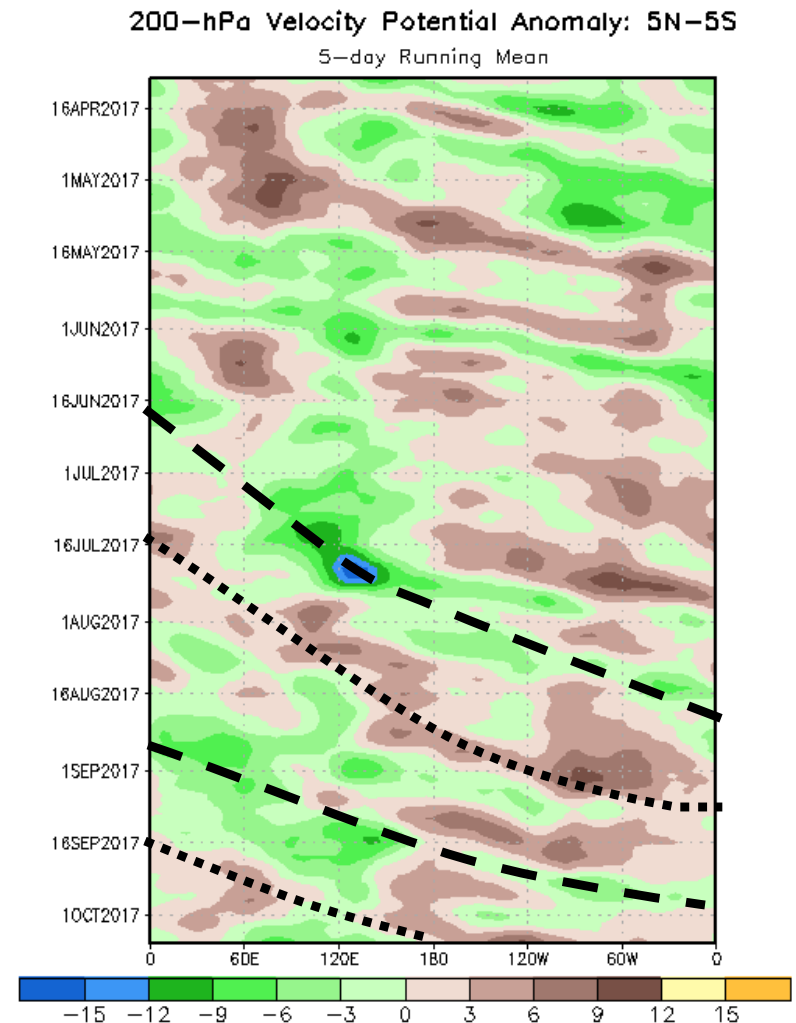 200-hPa Velocity Potential Anomaly: 5N-5S
5-day Running Mean
16APR2017
1MAY2017
16MAY2017
1JUN2017
16JUN2017
1JUL2017
16JUL2017
1AUG2017
16AUG2017
1SEP2017
16SEP2017
1OCT2017
0 60E 120E 180 120W 60W 0
-15 -12 -9 -6 -3 0 3 6 9 12 15